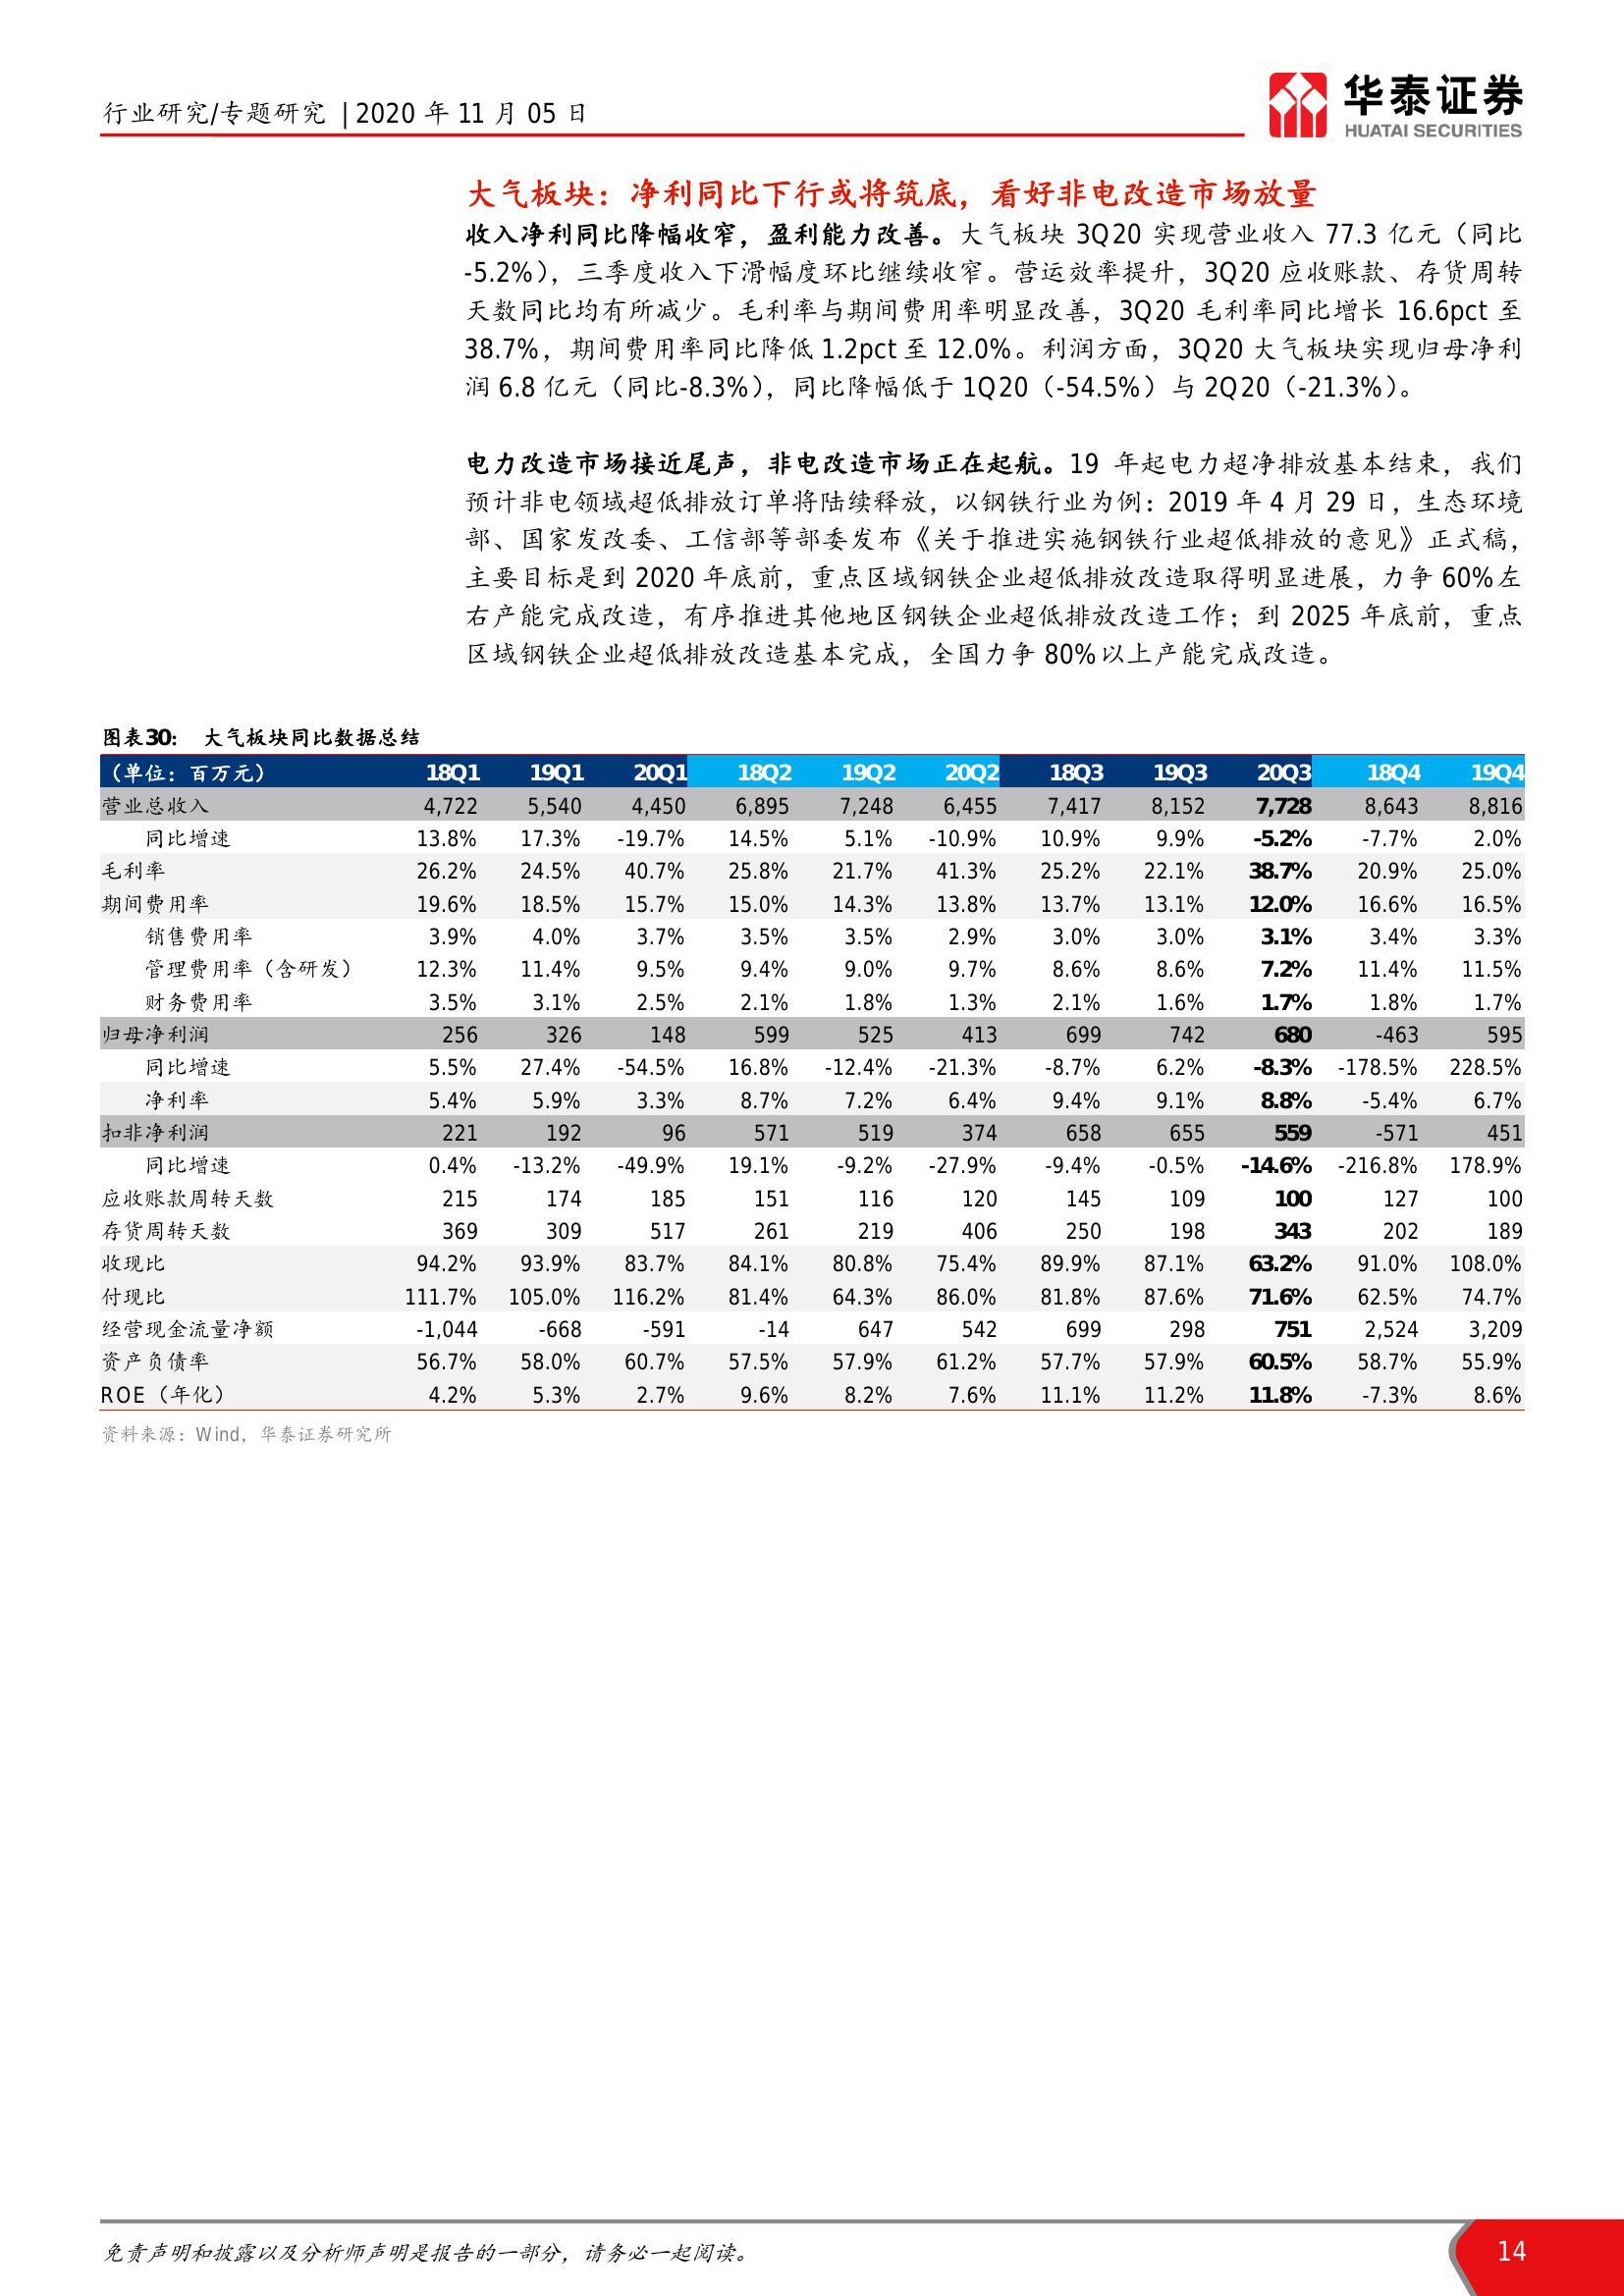 行业研究/专题研究 | 2020 年 11 月 05 日
华泰证券
HUATAI SECURITIES
大气板块：净利同比下行或将筑底，看好非电改造市场放量
收入净利同比降幅收窄，盈利能力改善。大气板块 3Q20 实现营业收入 77.3 亿元（同比
-5.2%），三季度收入下滑幅度环比继续收窄。营运效率提升，3Q20 应收账款、存货周转
天数同比均有所减少。毛利率与期间费用率明显改善，3Q20 毛利率同比增长 16.6pct 至
38.7%，期间费用率同比降低 1.2pct 至 12.0%。利润方面，3Q20 大气板块实现归母净利
润 6.8 亿元（同比-8.3%），同比降幅低于 1Q20（-54.5%）与 2Q20（-21.3%）。
电力改造市场接近尾声，非电改造市场正在起航。19 年起电力超净排放基本结束，我们
预计非电领域超低排放订单将陆续释放，以钢铁行业为例：2019 年 4 月 29 日，生态环境
部、国家发改委、工信部等部委发布《关于推进实施钢铁行业超低排放的意见》正式稿，
主要目标是到 2020 年底前，重点区域钢铁企业超低排放改造取得明显进展，力争 60%左
右产能完成改造，有序推进其他地区钢铁企业超低排放改造工作；到 2025 年底前，重点
区域钢铁企业超低排放改造基本完成，全国力争 80%以上产能完成改造。
图表30： 大气板块同比数据总结
（单位：百万元） 18Q1 19Q1 20Q1 18Q2 19Q2 20Q2 18Q3 19Q3 20Q3 18Q4 19Q4
营业总收入 4,722 5,540 4,450 6,895 7,248 6,455 7,417 8,152 7,728 8,643 8,816
同比增速 13.8% 17.3% -19.7% 14.5% 5.1% -10.9% 10.9% 9.9% -5.2% -7.7% 2.0%
毛利率 26.2% 24.5% 40.7% 25.8% 21.7% 41.3% 25.2% 22.1% 38.7% 20.9% 25.0%
期间费用率 19.6% 18.5% 15.7% 15.0% 14.3% 13.8% 13.7% 13.1% 12.0% 16.6% 16.5%
销售费用率 3.9% 4.0% 3.7% 3.5% 3.5% 2.9% 3.0% 3.0% 3.1% 3.4% 3.3%
管理费用率（含研发） 12.3% 11.4% 9.5% 9.4% 9.0% 9.7% 8.6% 8.6% 7.2% 11.4% 11.5%
财务费用率 3.5% 3.1% 2.5% 2.1% 1.8% 1.3% 2.1% 1.6% 1.7% 1.8% 1.7%
归母净利润 256 326 148 599 525 413 699 742 680 -463 595
同比增速 5.5% 27.4% -54.5% 16.8% -12.4% -21.3% -8.7% 6.2% -8.3% -178.5% 228.5%
净利率 5.4% 5.9% 3.3% 8.7% 7.2% 6.4% 9.4% 9.1% 8.8% -5.4% 6.7%
扣非净利润 221 192 96 571 519 374 658 655 559 -571 451
同比增速 0.4% -13.2% -49.9% 19.1% -9.2% -27.9% -9.4% -0.5% -14.6% -216.8% 178.9%
应收账款周转天数 215 174 185 151 116 120 145 109 100 127 100
存货周转天数 369 309 517 261 219 406 250 198 343 202 189
收现比 94.2% 93.9% 83.7% 84.1% 80.8% 75.4% 89.9% 87.1% 63.2% 91.0% 108.0%
付现比 111.7% 105.0% 116.2% 81.4% 64.3% 86.0% 81.8% 87.6% 71.6% 62.5% 74.7%
经营现金流量净额 -1,044 -668 -591 -14 647 542 699 298 751 2,524 3,209
资产负债率 56.7% 58.0% 60.7% 57.5% 57.9% 61.2% 57.7% 57.9% 60.5% 58.7% 55.9%
ROE（年化） 4.2% 5.3% 2.7% 9.6% 8.2% 7.6% 11.1% 11.2% 11.8% -7.3% 8.6%
资料来源：Wind，华泰证券研究所
免责声明和披露以及分析师声明是报告的一部分，请务必一起阅读。
14